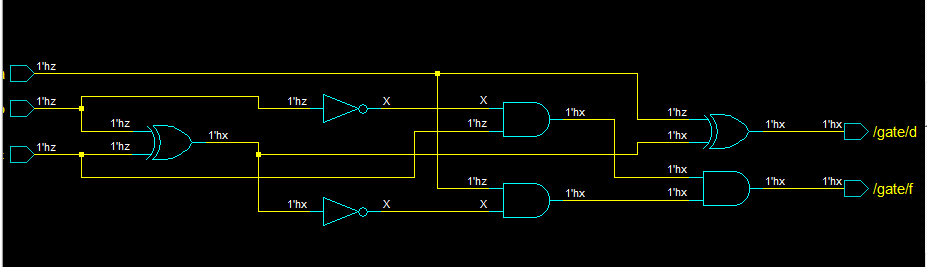 1'hz
1'hz 1'hz X X 1'hx 1'hz
1'hz 1'hx 1'hz 1'hx 1'hx 1'hx /gate/d
1'hz 1'hz
1'hz 1'hx 1'hx 1'hx 1'hx /gate/f
1'hx X X 1'hx